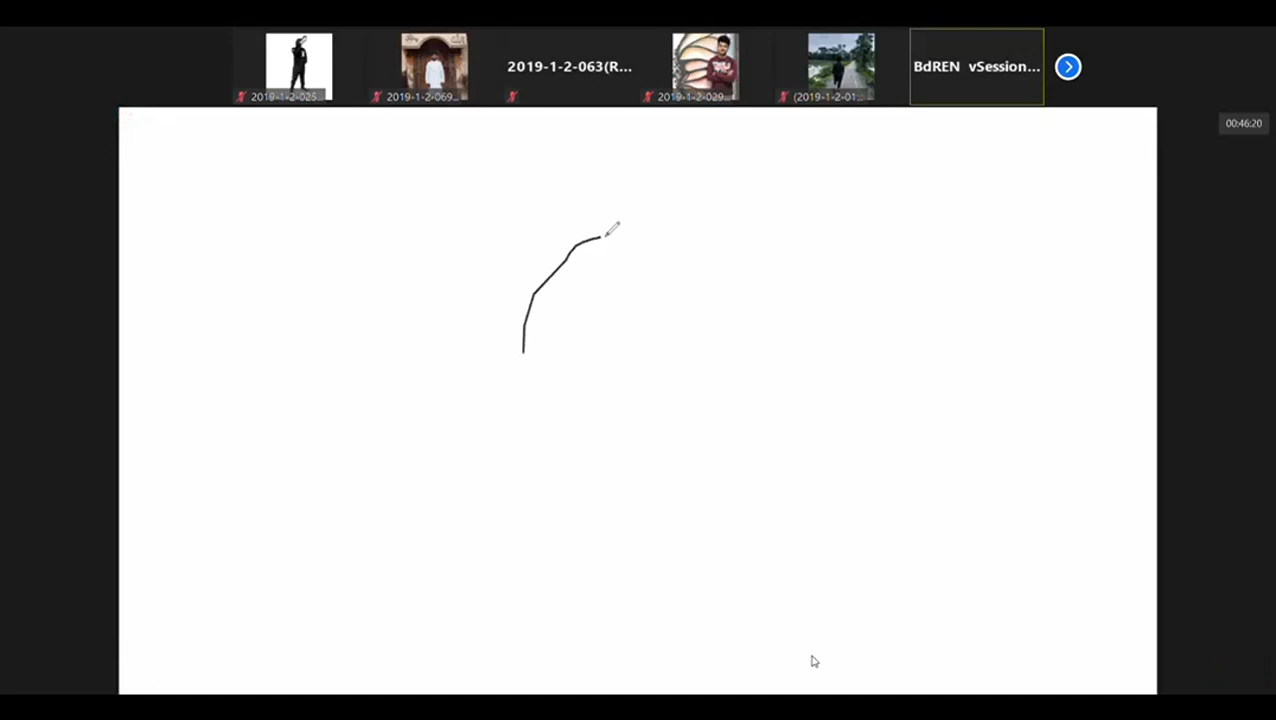 2019-1-2-025...
2019-1-2-069...
2019-1-2-063(R...
2019-1-2-029...
(2019-1-2-01...
BdREN vSession...
00:46:20